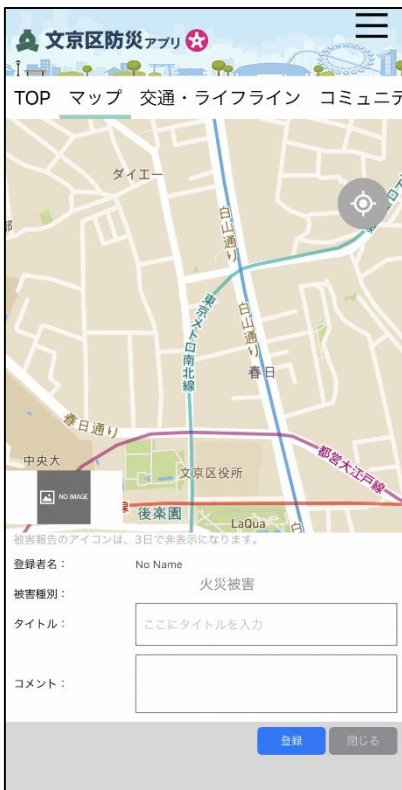 文京区防災アプリ
TOP マップ 交通・ライフライン コミュニテ
ダイエー
白山通り
東京メトロ南北線
白山通り
春日
春日通り
中央大
都営大江戸線
文京区役所
NO IMAGE
線
後楽園
LaQua
被害報告のアイコンは、3日で非表示になります。
登録者名: No Name
被害種別: 火災被害
タイトル: ここにタイトルを入力
コメント:
登録 閉じる